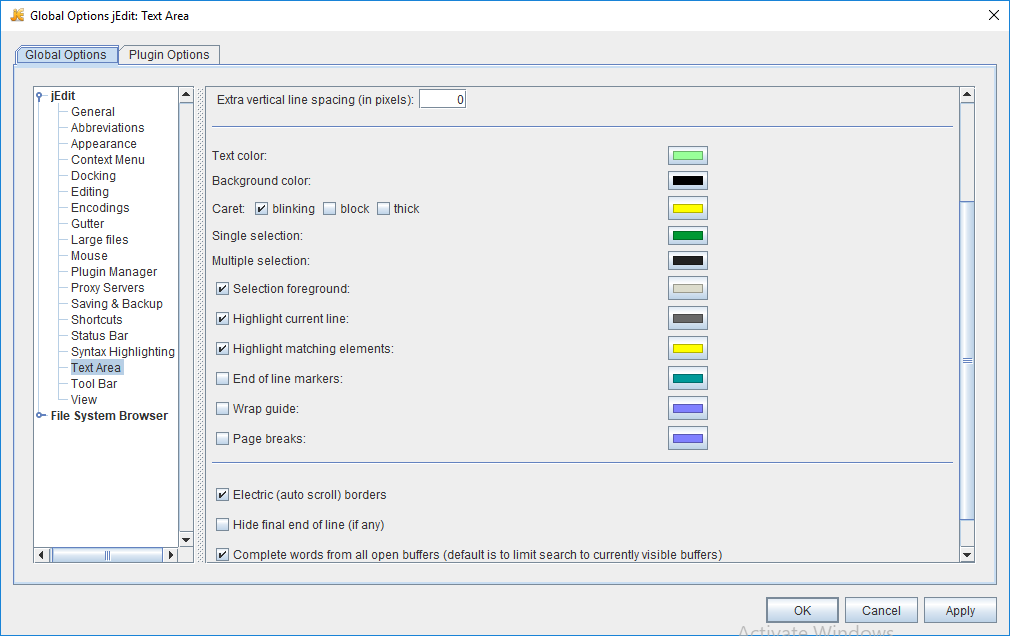 Global Options jEdit: Text Area
Global Options Plugin Options
jEdit
General
Abbreviations
Appearance
Context Menu
Docking
Editing
Encodings
Gutter
Large files
Mouse
Plugin Manager
Proxy Servers
Saving & Backup
Shortcuts
Status Bar
Syntax Highlighting
Text Area
Tool Bar
View
File System Browser
Extra vertical line spacing (in pixels): 0
Text color:
Background color:
Caret: blinking block thick
Single selection:
Multiple selection:
Selection foreground:
Highlight current line:
Highlight matching elements:
End of line markers:
Wrap guide:
Page breaks:
Electric (auto scroll) borders
Hide final end of line (if any)
Complete words from all open buffers (default is to limit search to currently visible buffers)
OK Cancel Apply
Activate Windows